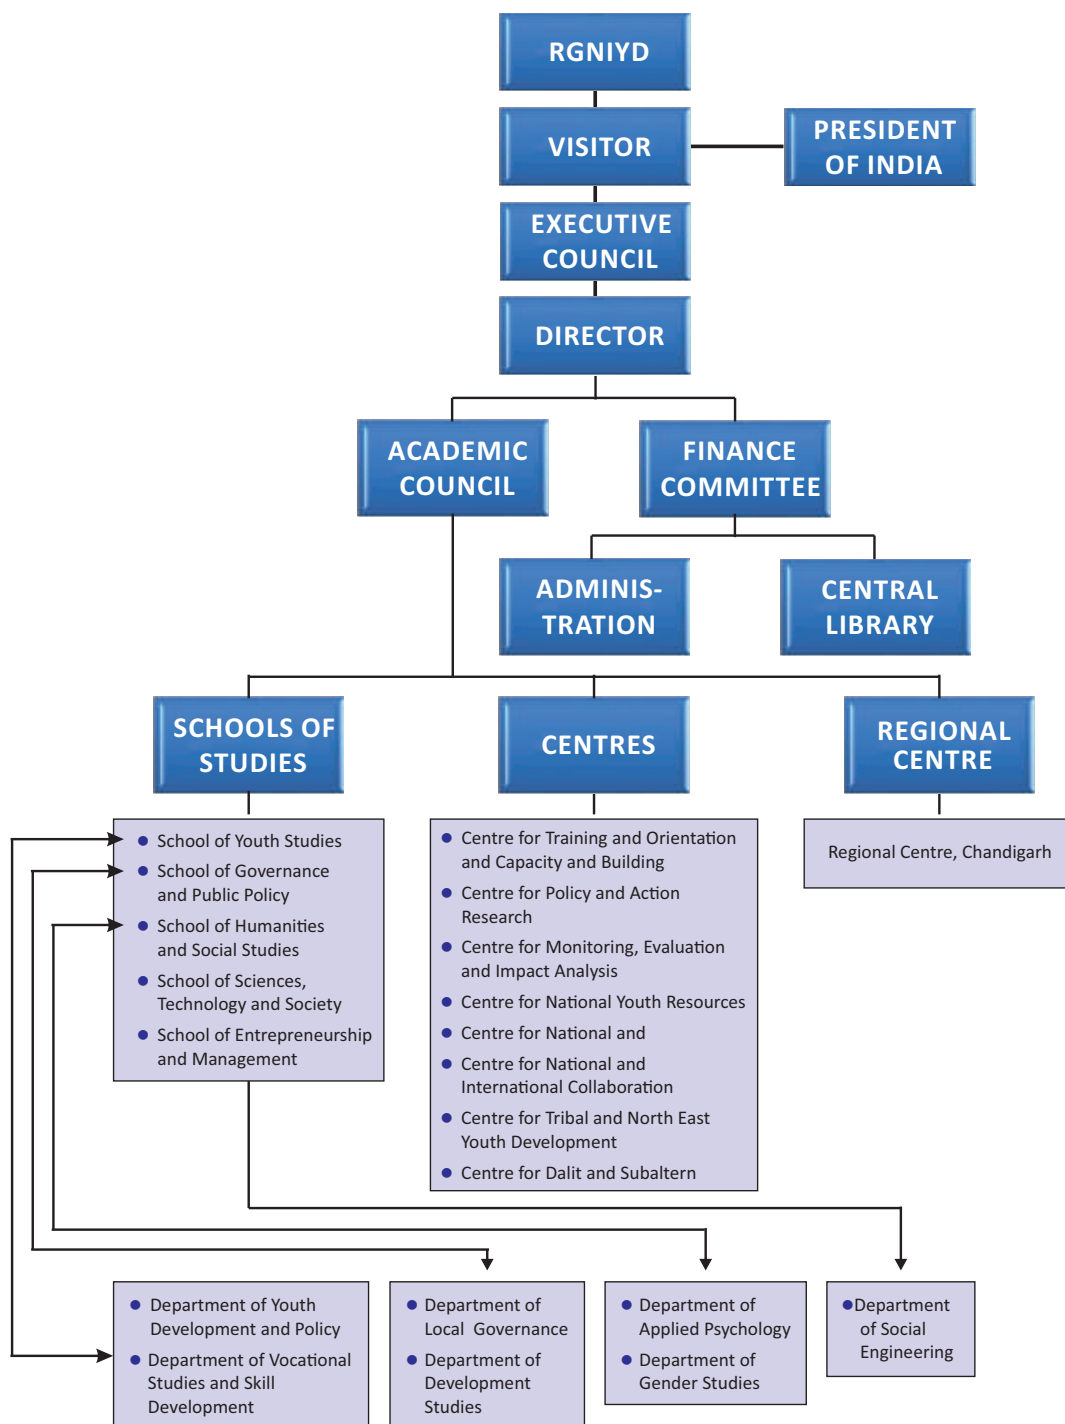 RGNIYD
VISITOR
PRESIDENT
OF INDIA
EXECUTIVE
COUNCIL
DIRECTOR
ACADEMIC
COUNCIL
FINANCE
COMMITTEE
ADMINIS-
TRATION
CENTRAL
LIBRARY
SCHOOLS OF
STUDIES
CENTRES
REGIONAL
CENTRE
• School of Youth Studies
• School of Governance
and Public Policy
• School of Humanities
and Social Studies
• School of Sciences,
Technology and Society
• School of Entrepreneurship
and Management
• Centre for Training and Orientation
and Capacity and Building
• Centre for Policy and Action
Research
• Centre for Monitoring, Evaluation
and Impact Analysis
• Centre for National Youth Resources
• Centre for National and
• Centre for National and
International Collaboration
• Centre for Tribal and North East
Youth Development
• Centre for Dalit and Subaltern
Regional Centre, Chandigarh
• Department of Youth
Development and Policy
• Department of Vocational
Studies and Skill
Development
• Department of
Local Governance
• Department of
Development
Studies
• Department of
Applied Psychology
• Department of
Gender Studies
• Department
of Social
Engineering